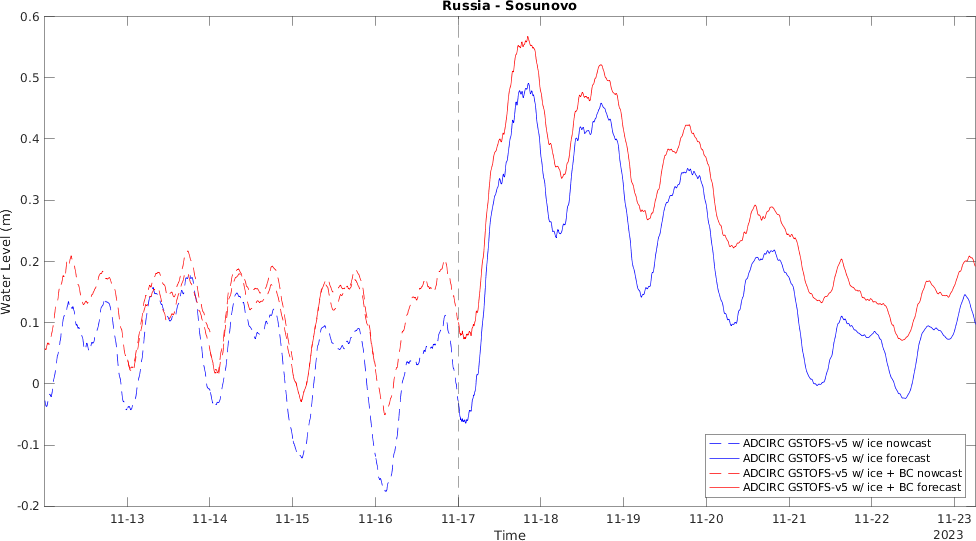 Russia - Sosunovo
0.6
0.5
0.4
0.3
0.2
0.1
0
-0.1
-0.2
Water Level (m)
ADCIRC GSTOFS-v5 w/ ice nowcast
ADCIRC GSTOFS-v5 w/ ice forecast
ADCIRC GSTOFS-v5 w/ ice + BC nowcast
ADCIRC GSTOFS-v5 w/ ice + BC forecast
11-13 11-14 11-15 11-16 11-17 11-18 11-19 11-20 11-21 11-22 11-23
Time
2023